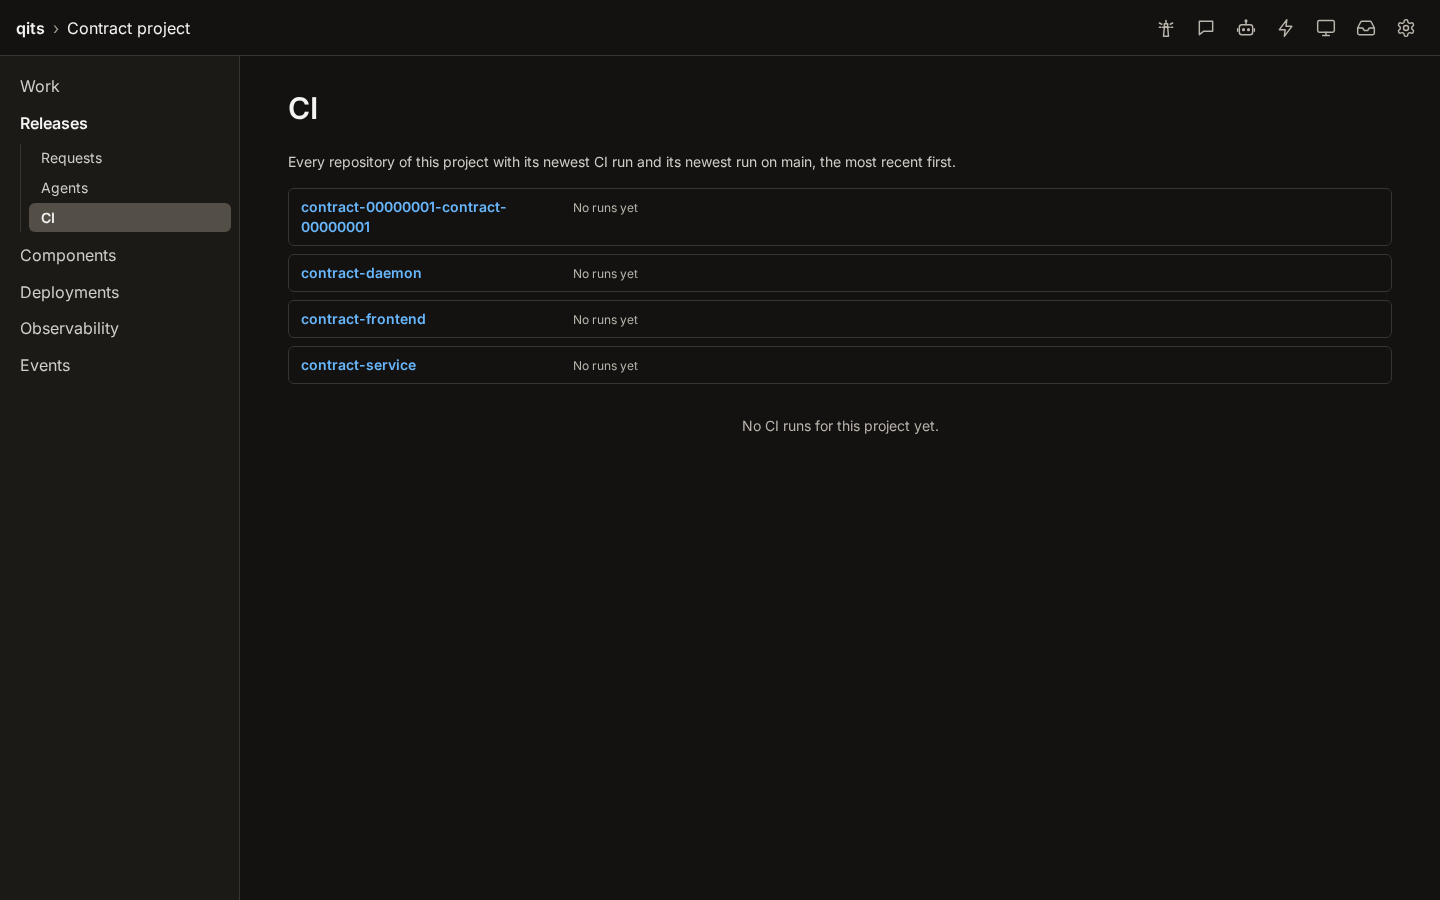 qits › Contract project
Work
Releases
Requests
Agents
CI
Components
Deployments
Observability
Events
CI
Every repository of this project with its newest CI run and its newest run on main, the most recent first.
contract-00000001-contract-
00000001
No runs yet
contract-daemon
No runs yet
contract-frontend
No runs yet
contract-service
No runs yet
No CI runs for this project yet.